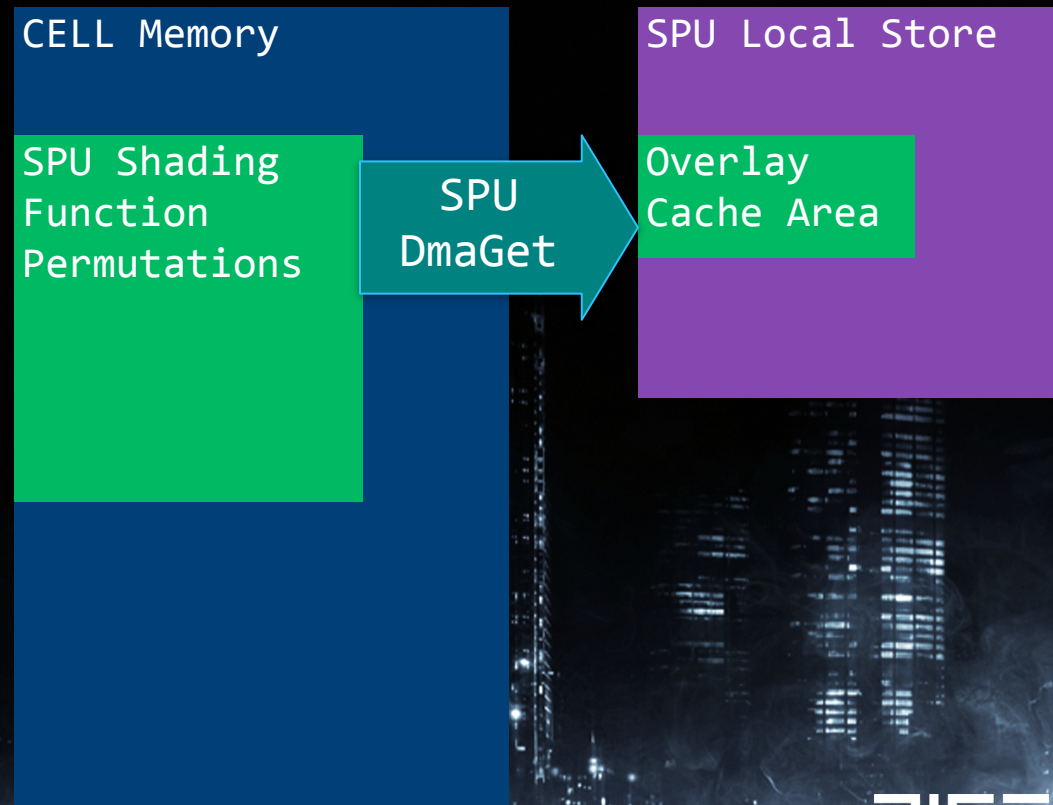 CELL Memory
SPU Local Store
SPU Shading
Function
Permutations
SPU
DmaGet
Overlay
Cache Area